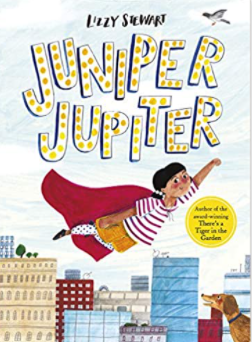 LIZZY STEWART
JUNIPER
JUPITER
Author of the
award-winning
There's a
Tiger in the
Garden